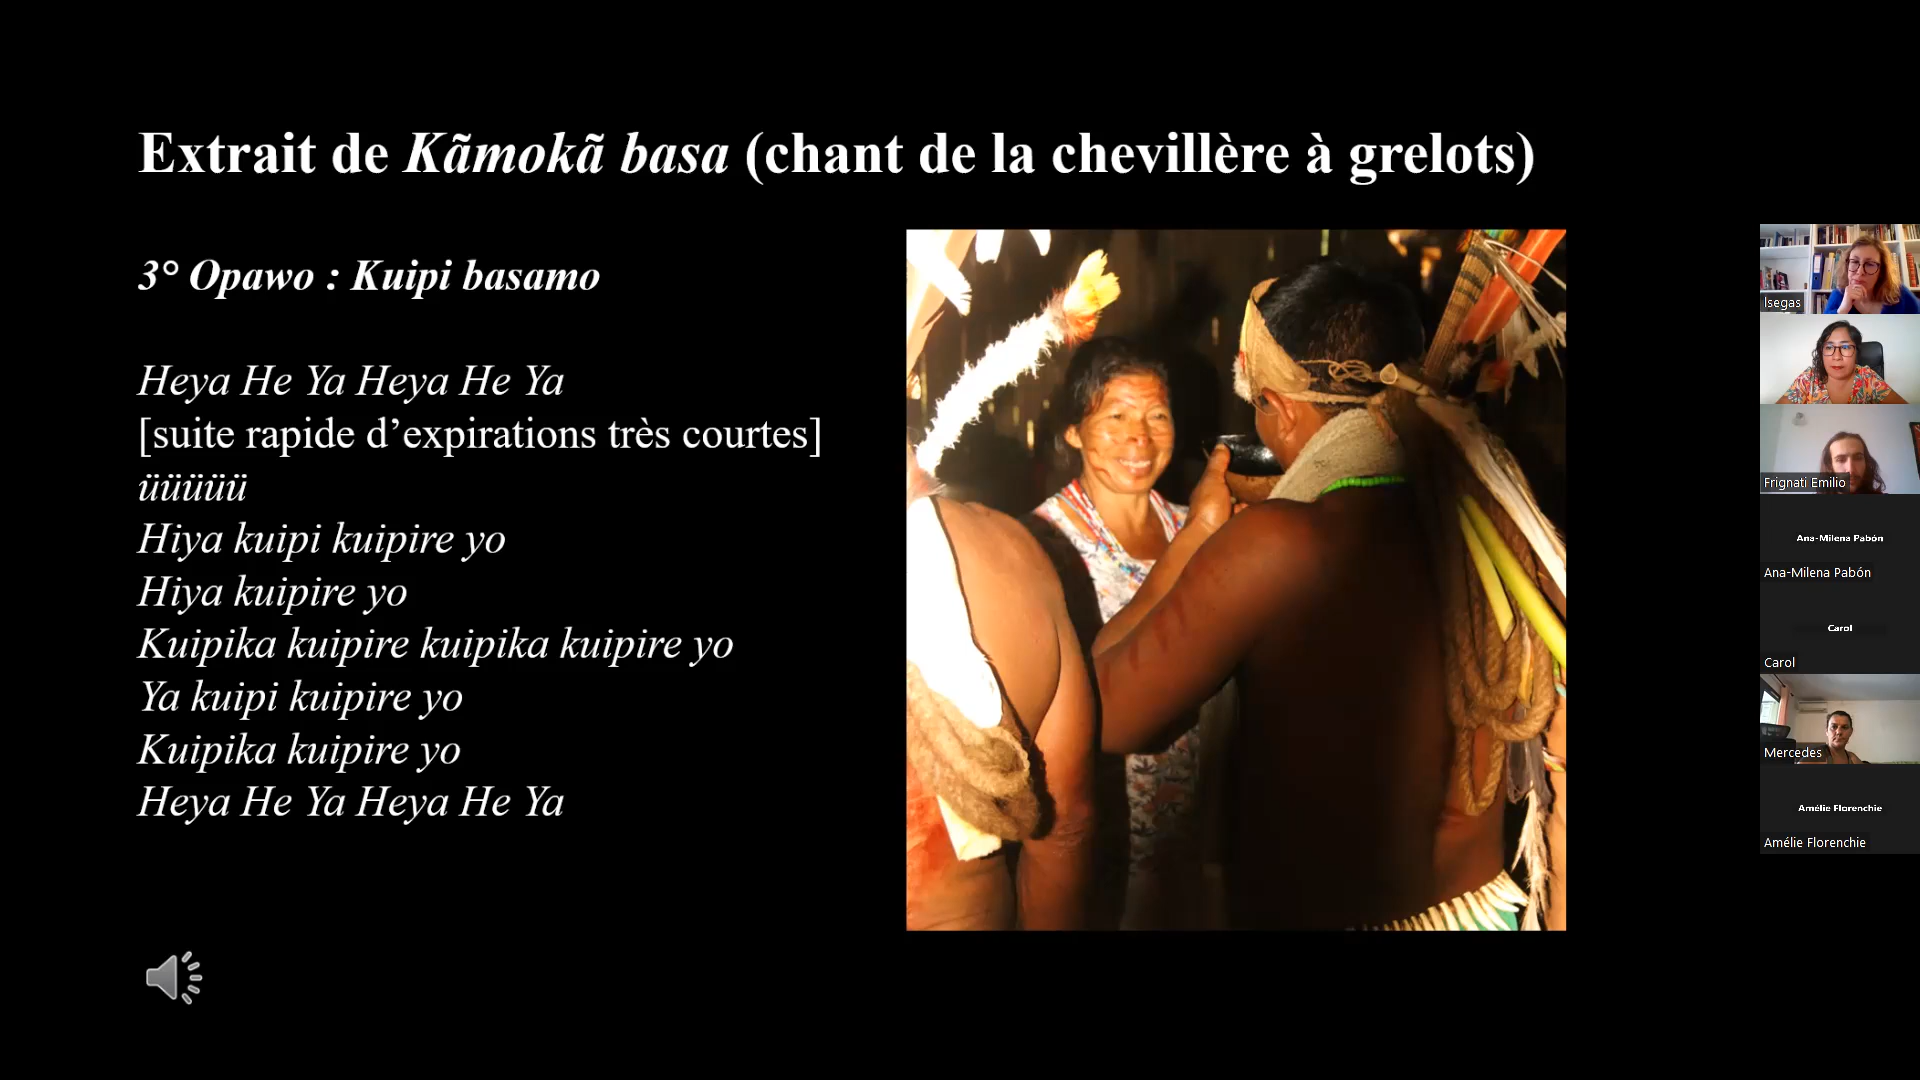 Extrait de Kãmokã basa (chant de la chevillère à grelots)
3° Opawo : Kuipi basamo
Heya He Ya Heya He Ya
[suite rapide d’expirations très courtes]
üüüüü
Hiya kuipi kuipire yo
Hiya kuipire yo
Kuipika kuipire kuipika kuipire yo
Ya kuipi kuipire yo
Kuipika kuipire yo
Heya He Ya Heya He Ya
lsegas
Frignati Emilio
Ana-Milena Pabón
Ana-Milena Pabón
Carol
Carol
Mercedes
Amélie Florenchie
Amélie Florenchie